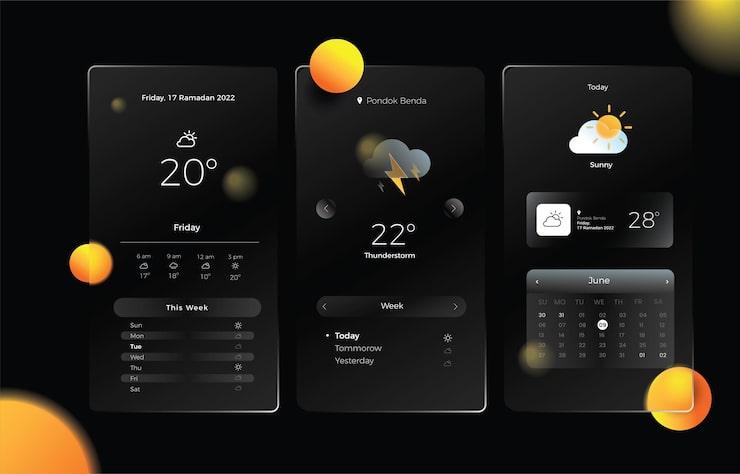 Friday, 17 Ramadan 2022
20°
Friday
6 am 9 am 12 am 3 pm
17° 18° 10° 20°
This Week
Sun
Mon
Tue
Wed
Thu
Fri
Sat
Pondok Benda
22°
Thunderstorm
Week
Today
Tommorow
Yesterday
Today
Sunny
Pondok Benda
Friday,
17 Ramadan 2022
28°
June
SU MO TU WE TH FR SA
30 31 01 02 03 04 05
06 07 08 09 10 11 12
13 14 15 16 17 18 19
20 21 22 23 24 25 26
27 28 29 30 31 01 02